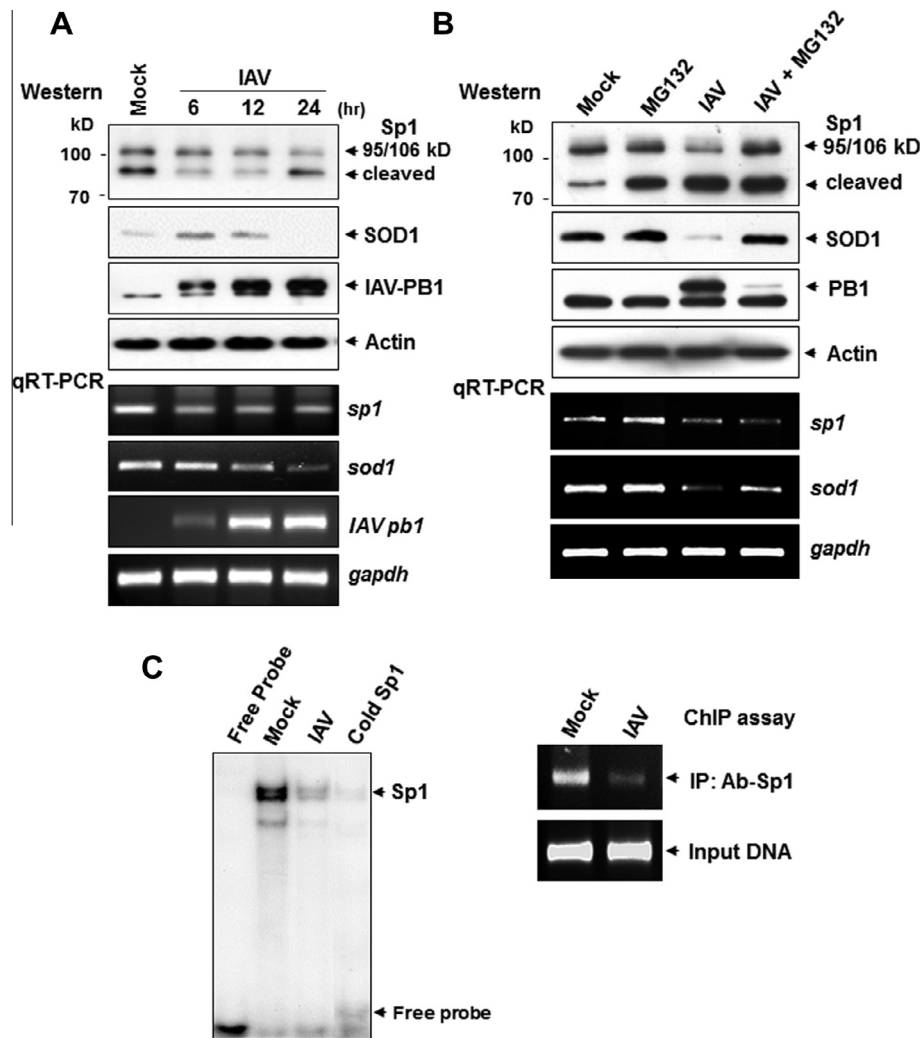 A
Western
Mock
IAV
6 12 24 (hr)
kD
100
70
Sp1
95/106 kD
cleaved
SOD1
IAV-PB1
Actin
qRT-PCR
sp1
sod1
IAV pb1
gapdh
B
Western
Mock
MG132
IAV
IAV + MG132
kD
100
70
Sp1
95/106 kD
cleaved
SOD1
PB1
Actin
qRT-PCR
sp1
sod1
gapdh
C
Free Probe
Mock
IAV
Cold Sp1
Sp1
Free probe
Mock
IAV
ChIP assay
IP: Ab-Sp1
Input DNA